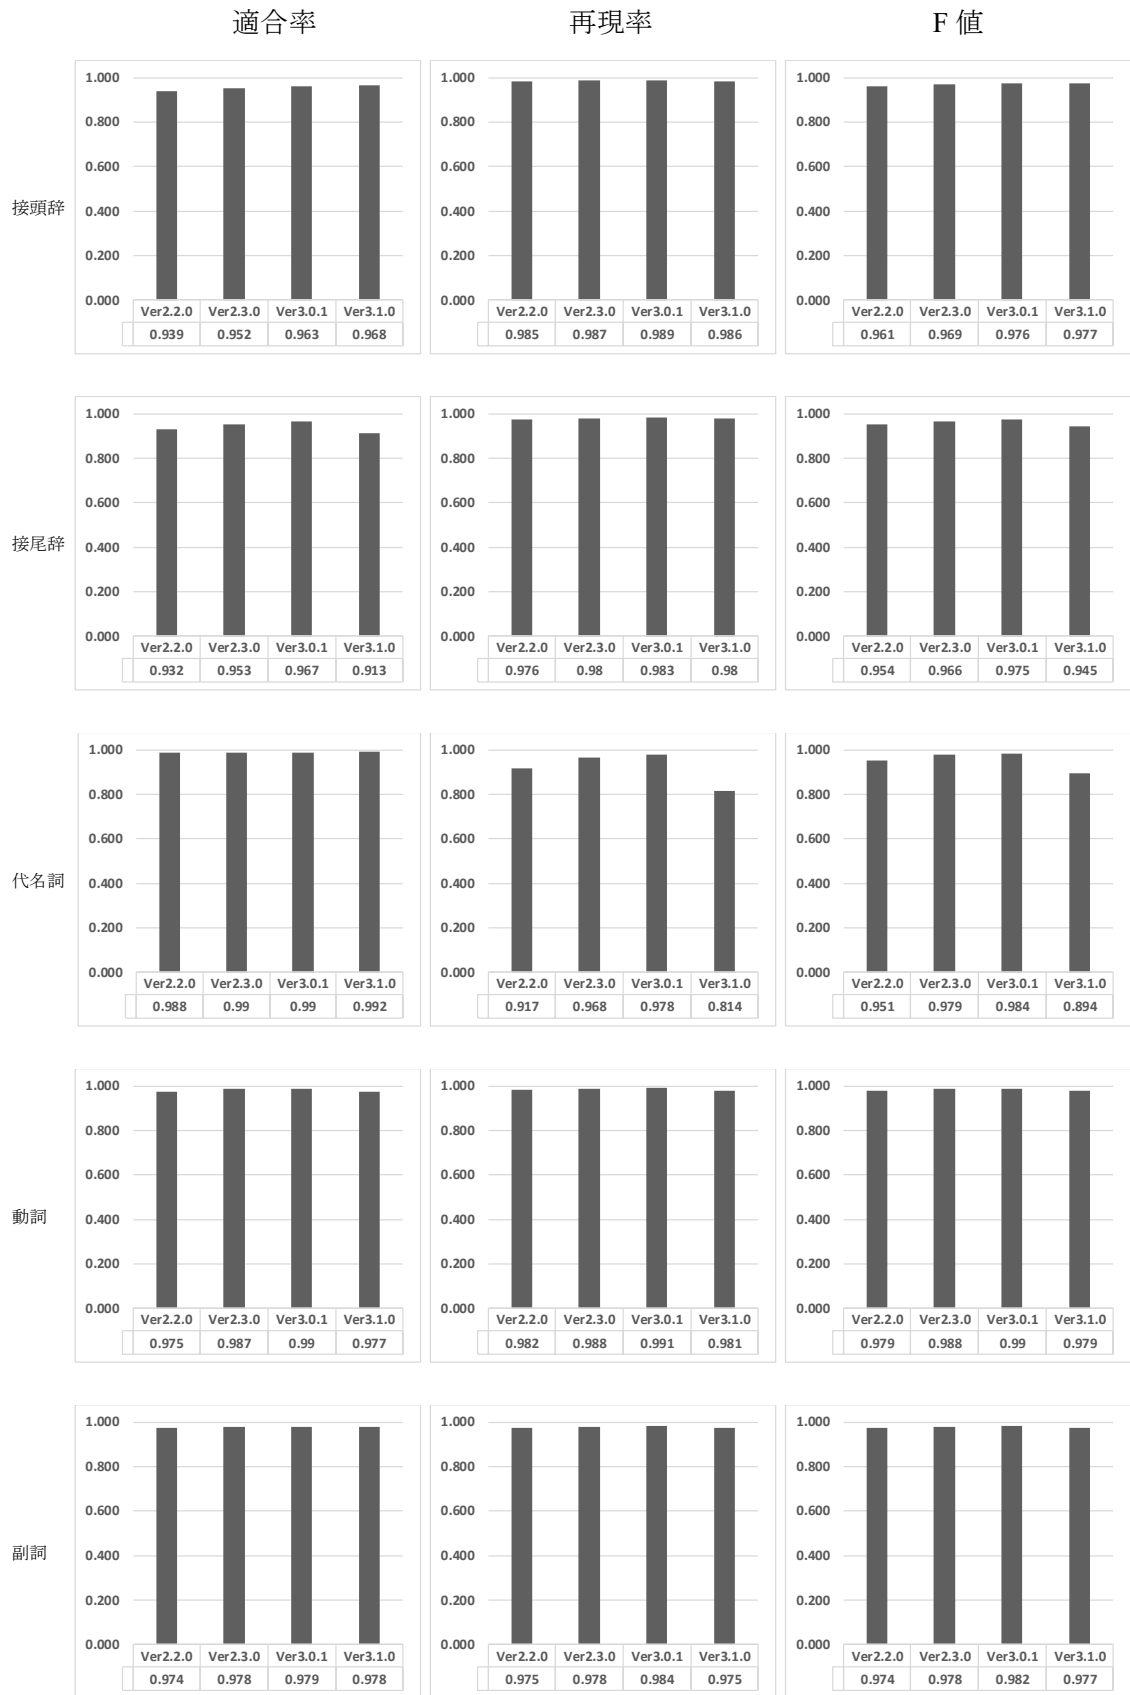 適合率 再現率 F 値
接頭辞
1.000 1.000 1.000
0.800 0.800 0.800
0.600 0.600 0.600
0.400 0.400 0.400
0.200 0.200 0.200
0.000 0.000 0.000
Ver2.2.0 Ver2.3.0 Ver3.0.1 Ver3.1.0 Ver2.2.0 Ver2.3.0 Ver3.0.1 Ver3.1.0 Ver2.2.0 Ver2.3.0 Ver3.0.1 Ver3.1.0
0.939 0.952 0.963 0.968 0.985 0.987 0.989 0.986 0.961 0.969 0.976 0.977
接尾辞
1.000 1.000 1.000
0.800 0.800 0.800
0.600 0.600 0.600
0.400 0.400 0.400
0.200 0.200 0.200
0.000 0.000 0.000
Ver2.2.0 Ver2.3.0 Ver3.0.1 Ver3.1.0 Ver2.2.0 Ver2.3.0 Ver3.0.1 Ver3.1.0 Ver2.2.0 Ver2.3.0 Ver3.0.1 Ver3.1.0
0.932 0.953 0.967 0.913 0.976 0.98 0.983 0.98 0.954 0.966 0.975 0.945
代名詞
1.000 1.000 1.000
0.800 0.800 0.800
0.600 0.600 0.600
0.400 0.400 0.400
0.200 0.200 0.200
0.000 0.000 0.000
Ver2.2.0 Ver2.3.0 Ver3.0.1 Ver3.1.0 Ver2.2.0 Ver2.3.0 Ver3.0.1 Ver3.1.0 Ver2.2.0 Ver2.3.0 Ver3.0.1 Ver3.1.0
0.988 0.99 0.99 0.992 0.917 0.968 0.978 0.814 0.951 0.979 0.984 0.894
動詞
1.000 1.000 1.000
0.800 0.800 0.800
0.600 0.600 0.600
0.400 0.400 0.400
0.200 0.200 0.200
0.000 0.000 0.000
Ver2.2.0 Ver2.3.0 Ver3.0.1 Ver3.1.0 Ver2.2.0 Ver2.3.0 Ver3.0.1 Ver3.1.0 Ver2.2.0 Ver2.3.0 Ver3.0.1 Ver3.1.0
0.975 0.987 0.99 0.977 0.982 0.988 0.991 0.981 0.979 0.988 0.99 0.979
副詞
1.000 1.000 1.000
0.800 0.800 0.800
0.600 0.600 0.600
0.400 0.400 0.400
0.200 0.200 0.200
0.000 0.000 0.000
Ver2.2.0 Ver2.3.0 Ver3.0.1 Ver3.1.0 Ver2.2.0 Ver2.3.0 Ver3.0.1 Ver3.1.0 Ver2.2.0 Ver2.3.0 Ver3.0.1 Ver3.1.0
0.974 0.978 0.979 0.978 0.975 0.978 0.984 0.975 0.974 0.978 0.982 0.977